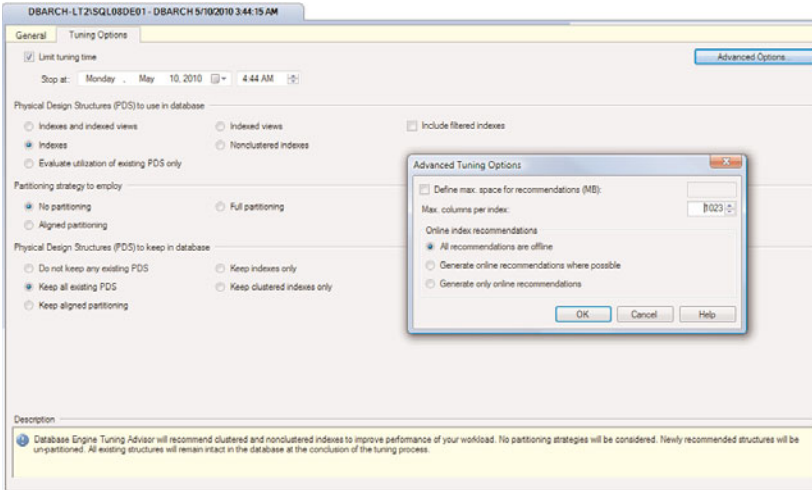 DBARCH-LT2\SQL08DE01 - DBARCH 5/10/2010 3:44:15 AM
General Tuning Options
Limit tuning time
Advanced Options...
Stop at: Monday , May 10, 2010 4:44 AM
Physical Design Structures (PDS) to use in database
Indexes and indexed views Indexed views Include filtered indexes
Indexes Nonclustered indexes
Evaluate utilization of existing PDS only
Partitioning strategy to employ
No partitioning Full partitioning
Aligned partitioning
Physical Design Structures (PDS) to keep in database
Do not keep any existing PDS Keep indexes only
Keep all existing PDS Keep clustered indexes only
Keep aligned partitioning
Advanced Tuning Options
Define max. space for recommendations (MB):
Max. columns per index: 1023
Online index recommendations
All recommendations are offline
Generate online recommendations where possible
Generate only online recommendations
OK Cancel Help
Description
Database Engine Tuning Advisor will recommend clustered and nonclustered indexes to improve performance of your workload. No partitioning strategies will be considered. Newly recommended structures will be
un-partitioned. All existing structures will remain intact in the database at the conclusion of the tuning process.